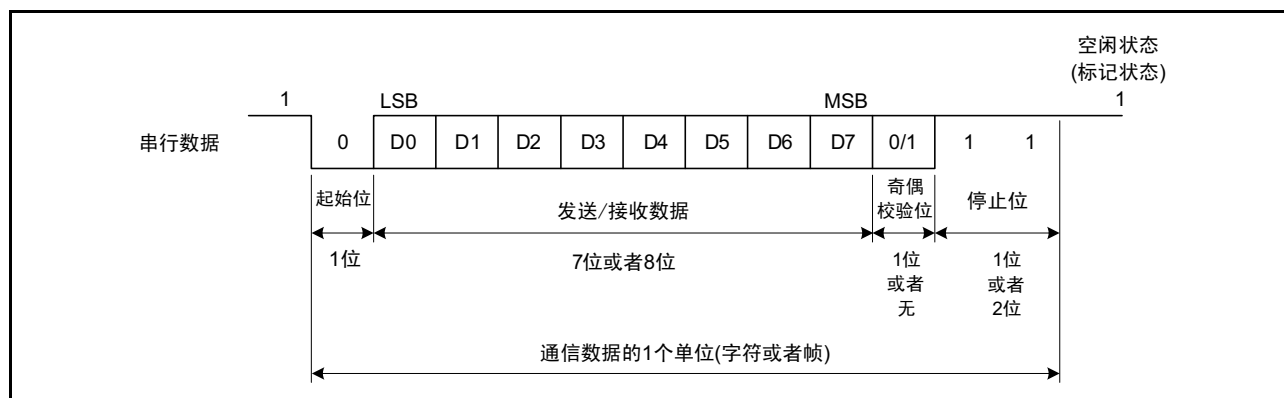 空闲状态
(标记状态)
1 LSB MSB 1
串行数据 0 D0 D1 D2 D3 D4 D5 D6 D7 0/1 1 1
起始位 发送/接收数据 奇偶
校验位 停止位
1位 7位或者8位 1位
或者
无 1位
或者
2位
通信数据的1个单位(字符或者帧)